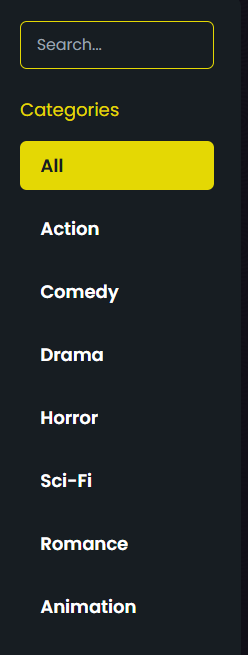 Search...
Categories
All
Action
Comedy
Drama
Horror
Sci-Fi
Romance
Animation